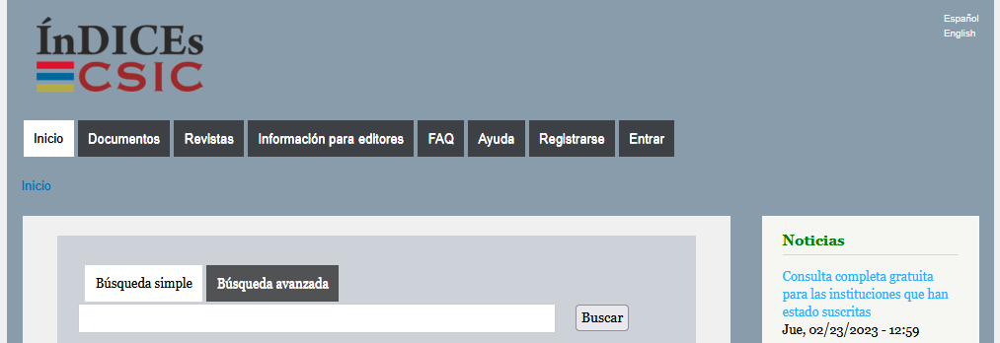 ÍnDICEs
CSIC
Español
English
Inicio Documentos Revistas Información para editores FAQ Ayuda Registrarse Entrar
Inicio
Búsqueda simple Búsqueda avanzada
Buscar
Noticias
Consulta completa gratuita
para las instituciones que han
estado suscritas
Jue, 02/23/2023 - 12:59